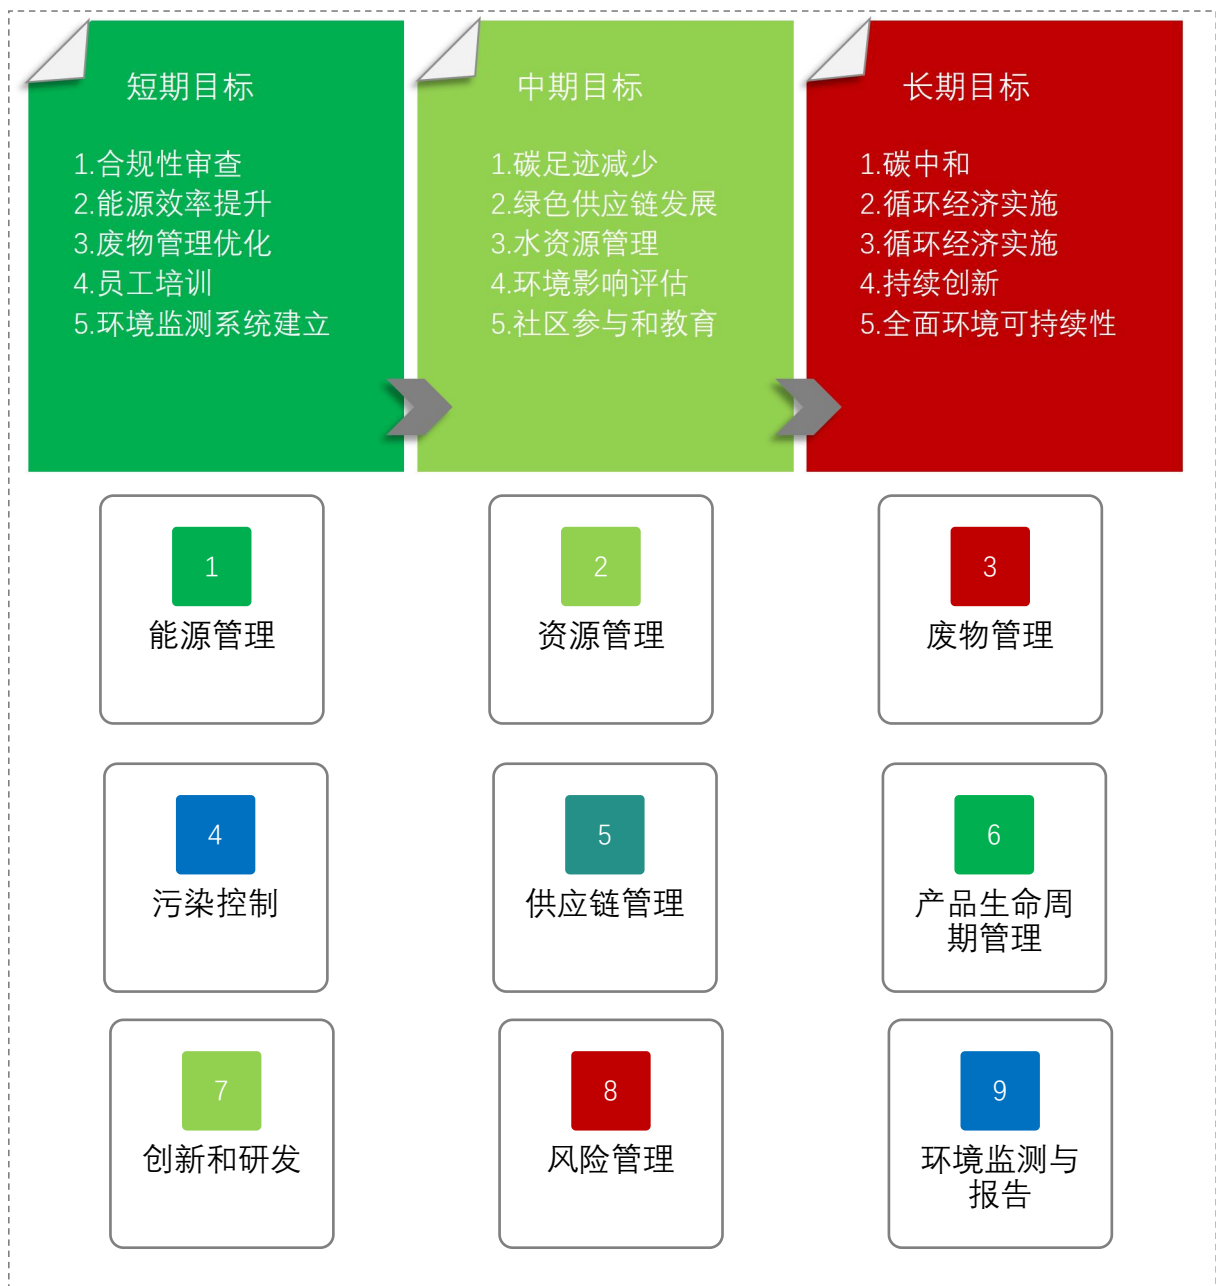 短期目标
1.合规性审查
2.能源效率提升
3.废物管理优化
4.员工培训
5.环境监测系统建立
中期目标
1.碳足迹减少
2.绿色供应链发展
3.水资源管理
4.环境影响评估
5.社区参与和教育
长期目标
1.碳中和
2.循环经济实施
3.循环经济实施
4.持续创新
5.全面环境可持续性
1
能源管理
2
资源管理
3
废物管理
4
污染控制
5
供应链管理
6
产品生命周
期管理
7
创新和研发
8
风险管理
9
环境监测与
报告